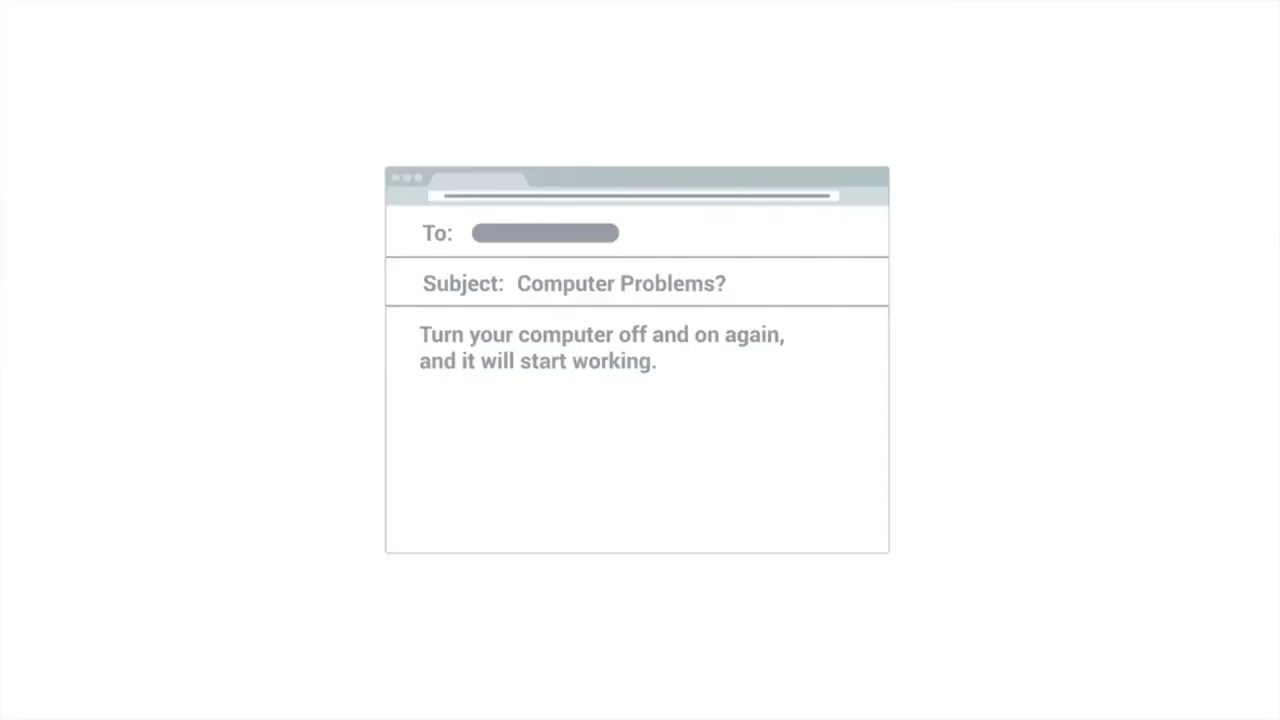 To:
Subject: Computer Problems?
Turn your computer off and on again,
and it will start working.